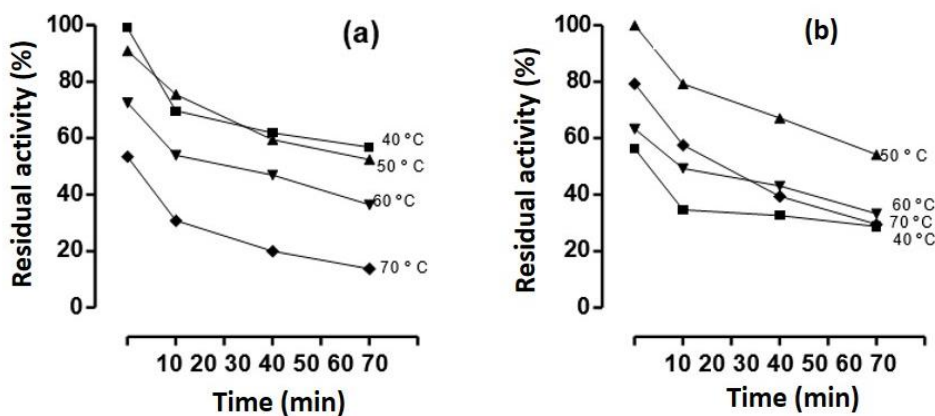 (a)
Residual activity (%)
100
80
60
40
20
0
40 °C
50 °C
60 °C
70 ° C
10 20 30 40 50 60 70
Time (min)
(b)
Residual activity (%)
100
80
60
40
20
0
50 ° C
60 °C
70 °C
40 °C
10 20 30 40 50 60 70
Time (min)